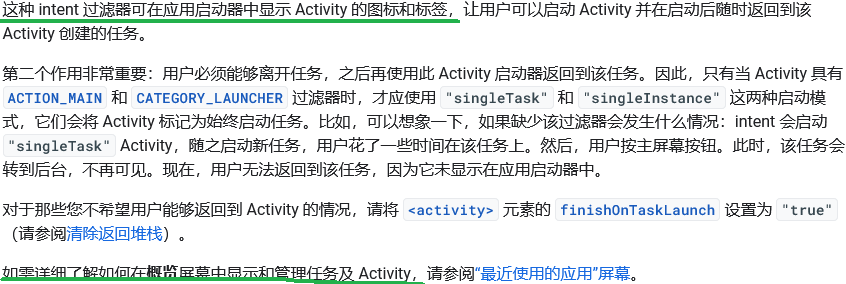 这种 intent 过滤器可在应用启动器中显示 Activity 的图标和标签，让用户可以启动 Activity 并在启动后随时返回到该
Activity 创建的任务。
第二个作用非常重要：用户必须能够离开任务，之后再使用此 Activity 启动器返回到该任务。因此，只有当 Activity 具有
ACTION_MAIN 和 CATEGORY_LAUNCHER 过滤器时，才应使用 "singleTask" 和 "singleInstance" 这两种启动模
式，它们会将 Activity 标记为始终启动任务。比如，可以想象一下，如果缺少该过滤器会发生什么情况：intent 会启动
"singleTask" Activity，随之启动新任务，用户花了一些时间在该任务上。然后，用户按主屏幕按钮。此时，该任务会
转到后台，不再可见。现在，用户无法返回到该任务，因为它未显示在应用启动器中。
对于那些您不希望用户能够返回到 Activity 的情况，请将 <activity> 元素的 finishOnTaskLaunch 设置为 "true"
（请参阅清除返回堆栈）。
如需详细了解如何在概览屏幕中显示和管理任务及 Activity，请参阅“最近使用的应用”屏幕。